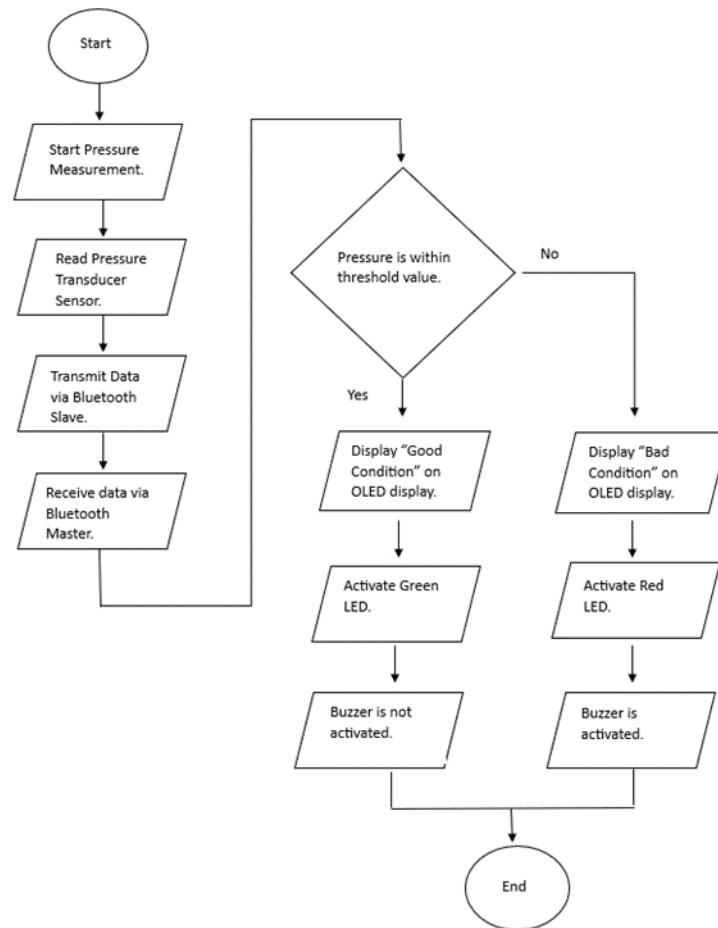 Start
Start Pressure
Measurement.
Read Pressure
Transducer
Sensor.
Transmit Data
via Bluetooth
Slave.
Receive data via
Bluetooth
Master.
Pressure is within
threshold value.
No
Yes
Display “Good
Condition” on
OLED display.
Activate Green
LED.
Buzzer is not
activated.
Display “Bad
Condition” on
OLED display.
Activate Red
LED.
Buzzer is
activated.
End